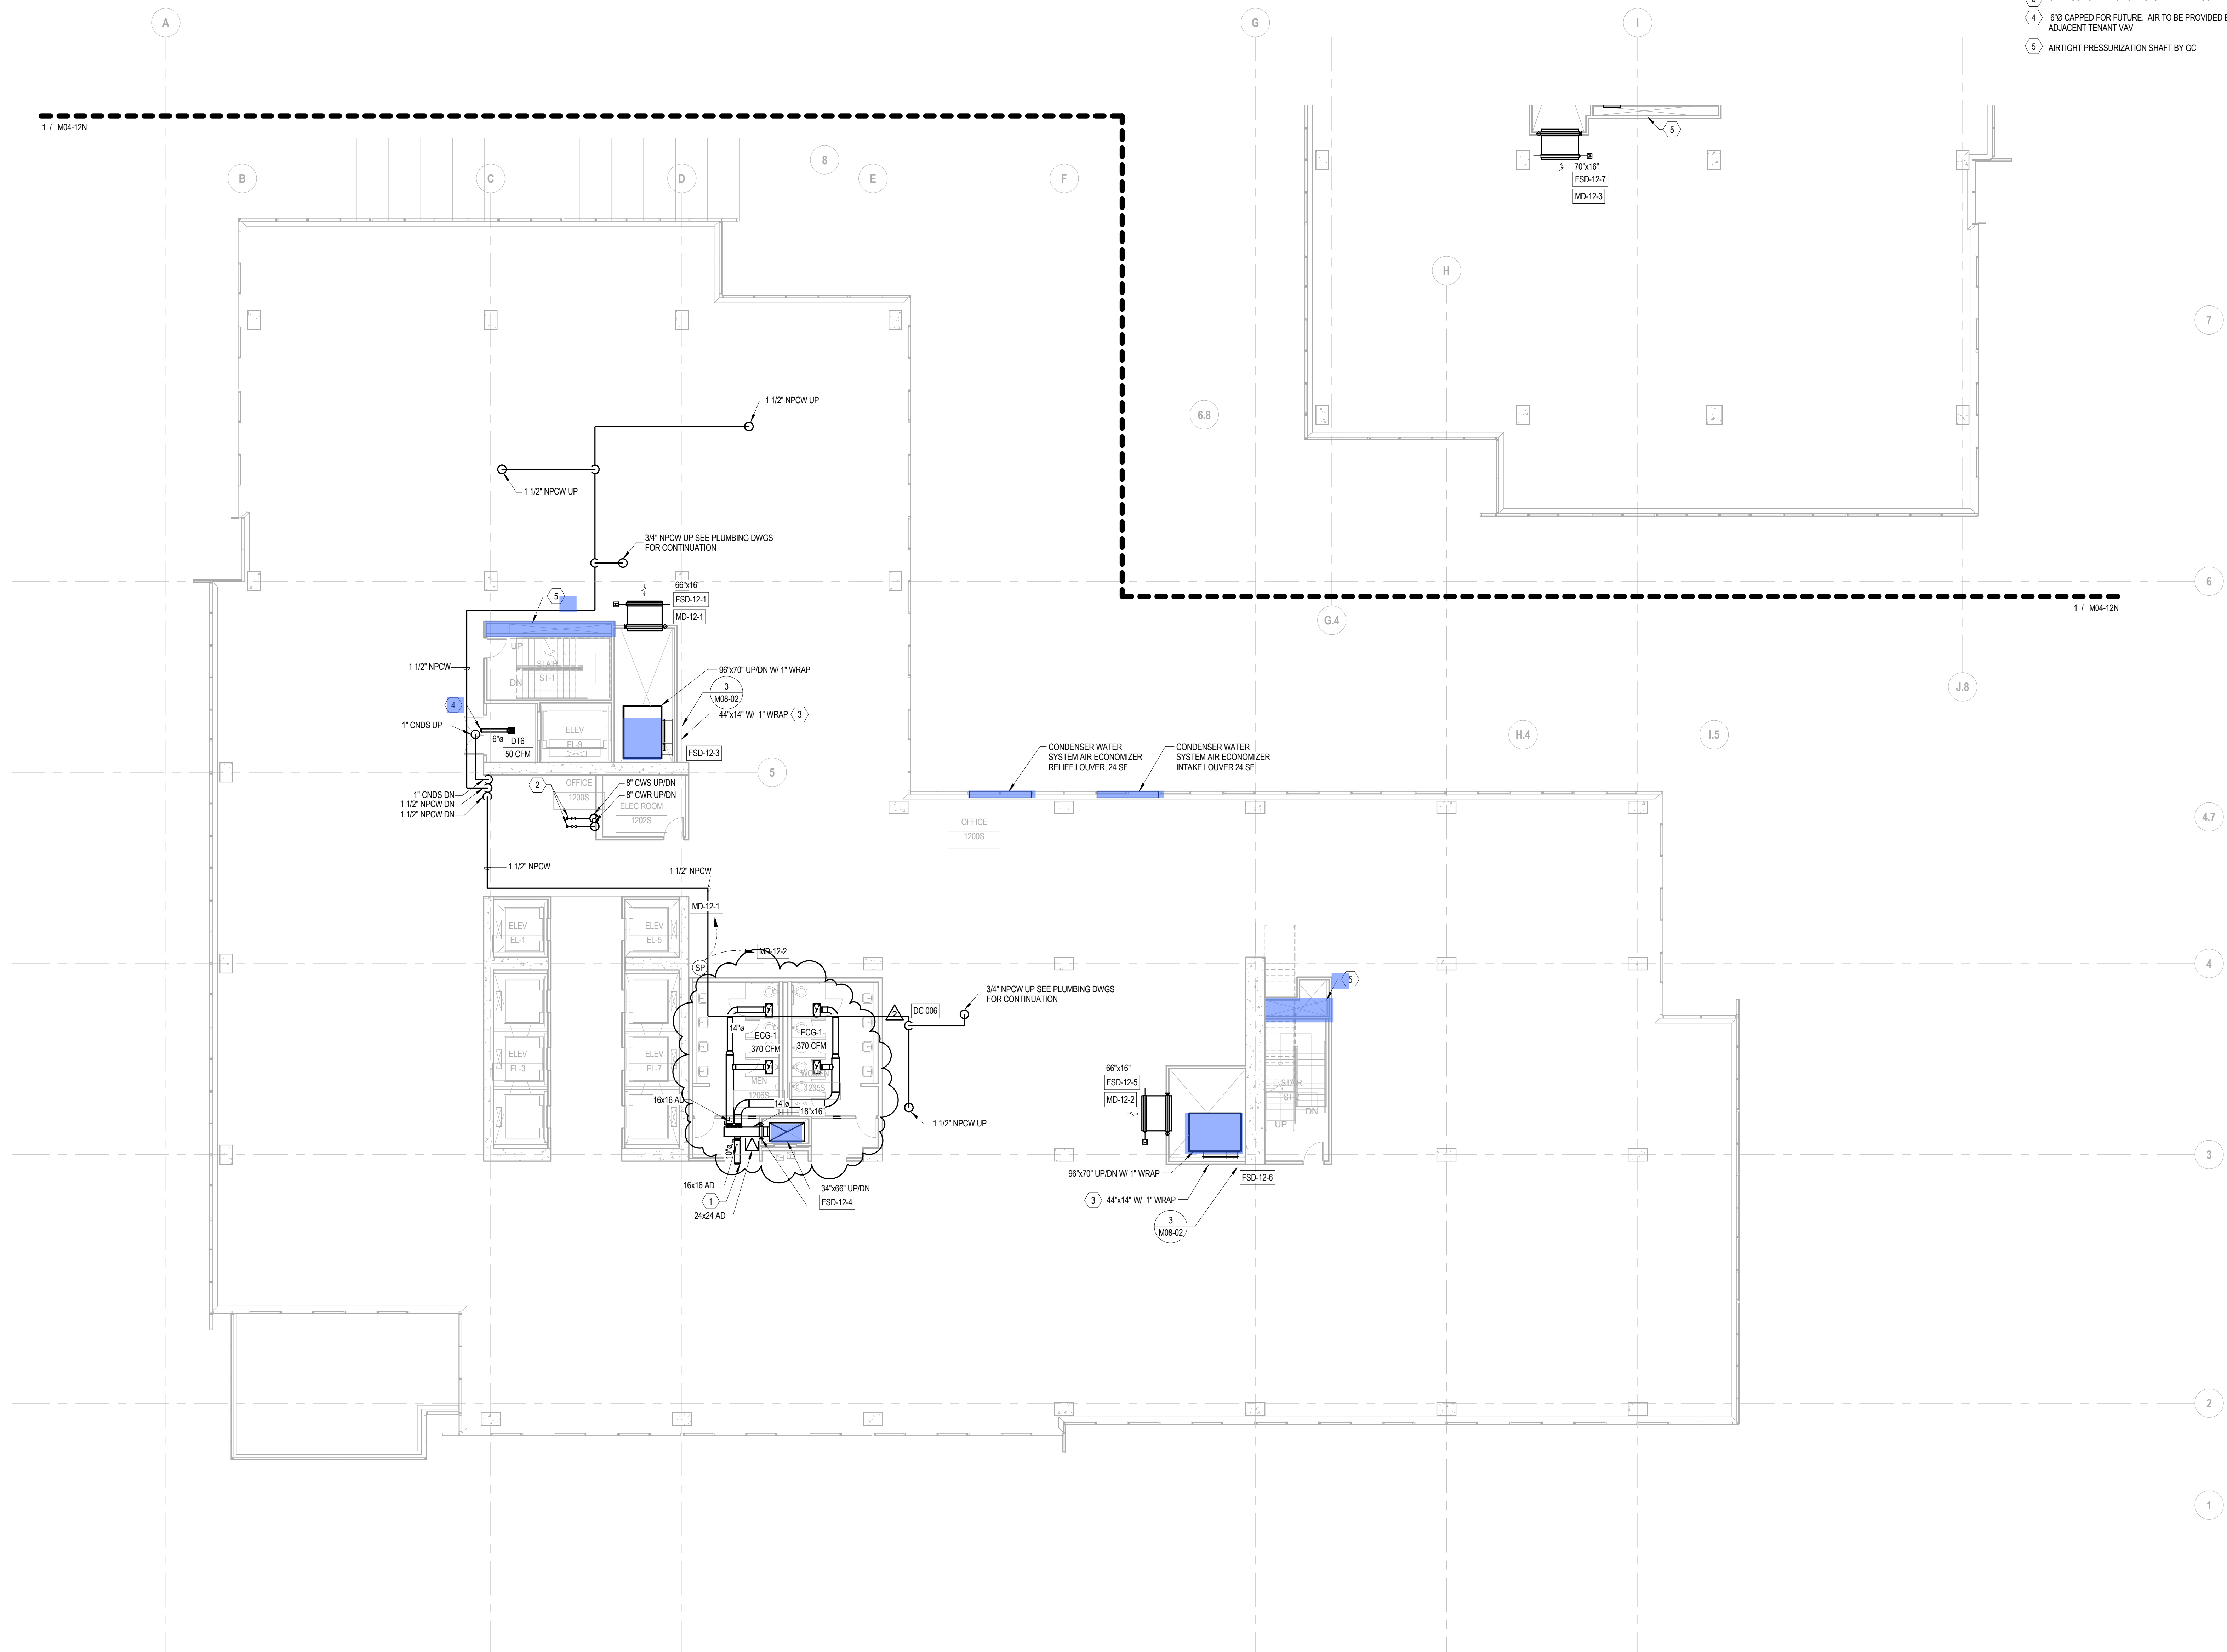 4 6"Ø CAPPED FOR FUTURE. AIR TO BE PROVIDED
ADJACENT TENANT VAV
5 AIRTIGHT PRESSURIZATION SHAFT BY GC
A
G
I
1 / M04-12N
5
8
70"x16"
FSD-12-7
MD-12-3
B
C
D
E
F
H
7
1 1/2" NPCW UP
6.8
1 1/2" NPCW UP
3/4" NPCW UP SEE PLUMBING DWGS
FOR CONTINUATION
6
66"x16"
FSD-12-1
MD-12-1
5
1 / M04-12N
G.4
UP
STAIR
ST-1
DN
1 1/2" NPCW
96"x70" UP/DN W/ 1" WRAP
3
M08-02
44"x14" W/ 1" WRAP 3
J.8
4
1" CNDS UP
6"ø
DT6
50 CFM
ELEV
EL-9
FSD-12-3
H.4
I.5
CONDENSER WATER
SYSTEM AIR ECONOMIZER
RELIEF LOUVER, 24 SF
CONDENSER WATER
SYSTEM AIR ECONOMIZER
INTAKE LOUVER 24 SF
5
1" CNDS DN
1 1/2" NPCW DN
1 1/2" NPCW DN
2
OFFICE
1200S
8" CWS UP/DN
8" CWR UP/DN
ELEC ROOM
1202S
OFFICE
1200S
4.7
1 1/2" NPCW
1 1/2" NPCW
MD-12-1
ELEV
EL-1
ELEV
EL-5
MD-12-2
SP
4
5
3/4" NPCW UP SEE PLUMBING DWGS
FOR CONTINUATION
2
DC 006
14"ø
ECG-1
370 CFM
ECG-1
370 CFM
ELEV
EL-3
ELEV
EL-7
MEN
1206S
WOMEN
1205S
66"x16"
FSD-12-5
MD-12-2
STAIR
DN
UP
16x16 AD
14"ø
18"x16"
1 1/2" NPCW UP
10"ø
3
16x16 AD
1
24x24 AD
34"x66" UP/DN
FSD-12-4
96"x70" UP/DN W/ 1" WRAP
FSD-12-6
3 44"x14" W/ 1" WRAP
3
M08-02
2
1